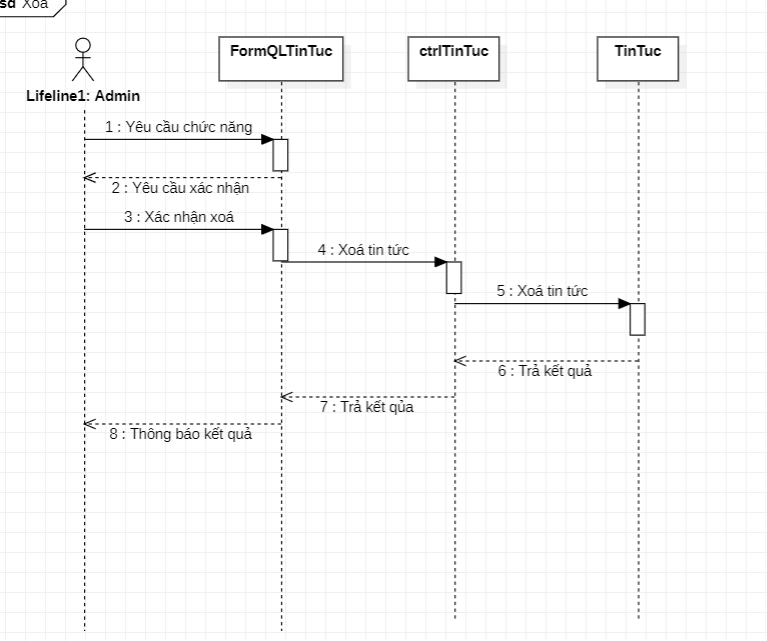 sd Xoá
FormQLTinTuc
ctrlTinTuc
TinTuc
Lifeline1: Admin
1 : Yêu cầu chức năng
2 : Yêu cầu xác nhận
3 : Xác nhận xoá
4 : Xoá tin tức
5 : Xoá tin tức
6 : Trả kết quả
7 : Trả kết qủa
8 : Thông báo kết quả